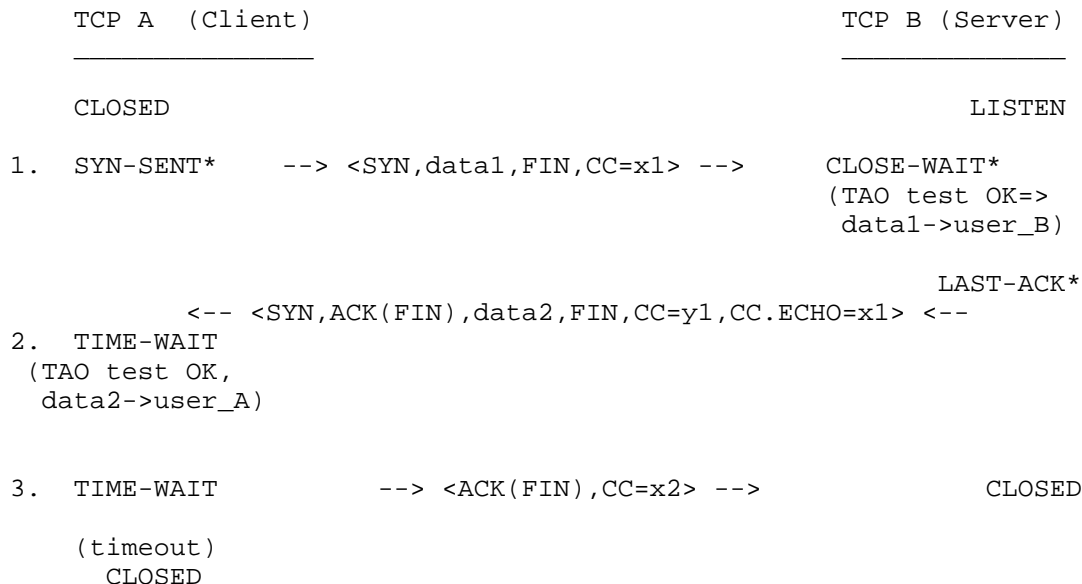 TCP A  (Client)                                 TCP B (Server)
_______________                                 ______________
CLOSED                                                  LISTEN
1.  SYN-SENT*    --> <SYN,data1,FIN,CC=x1> -->     CLOSE-WAIT*
(TAO test OK=>
data1->user_B)
LAST-ACK*
<-- <SYN,ACK(FIN),data2,FIN,CC=y1,CC.ECHO=x1> <--
2.  TIME-WAIT
(TAO test OK,
data2->user_A)
3.  TIME-WAIT          --> <ACK(FIN),CC=x2> -->              CLOSED
(timeout)
CLOSED